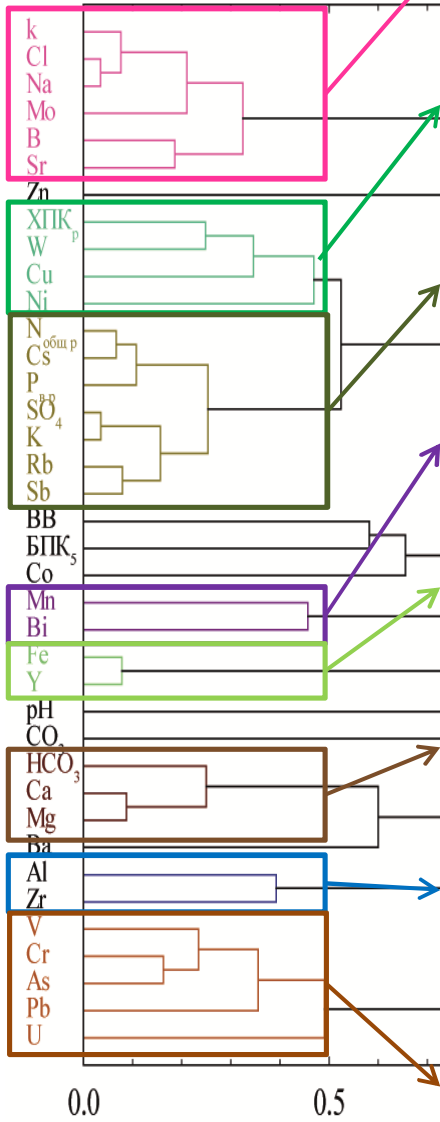 k
Cl
Na
Mo
B
Sr
Zn
ХПКр
W
Cu
Ni
Nобщ р
Cs
Pв р
SO4
K
Rb
Sb
ВВ
БПК5
Co
Mn
Bi
Fe
Y
pH
CO3
HCO3
Ca
Mg
Ba
Al
Zr
V
Cr
As
Pb
U
0.0 0.5